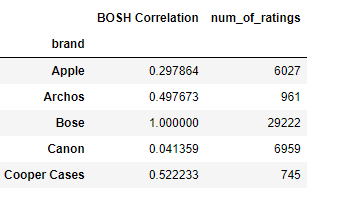 BOSH Correlation num_of_ratings
brand
Apple 0.297864 6027
Archos 0.497673 961
Bose 1.000000 29222
Canon 0.041359 6959
Cooper Cases 0.522233 745